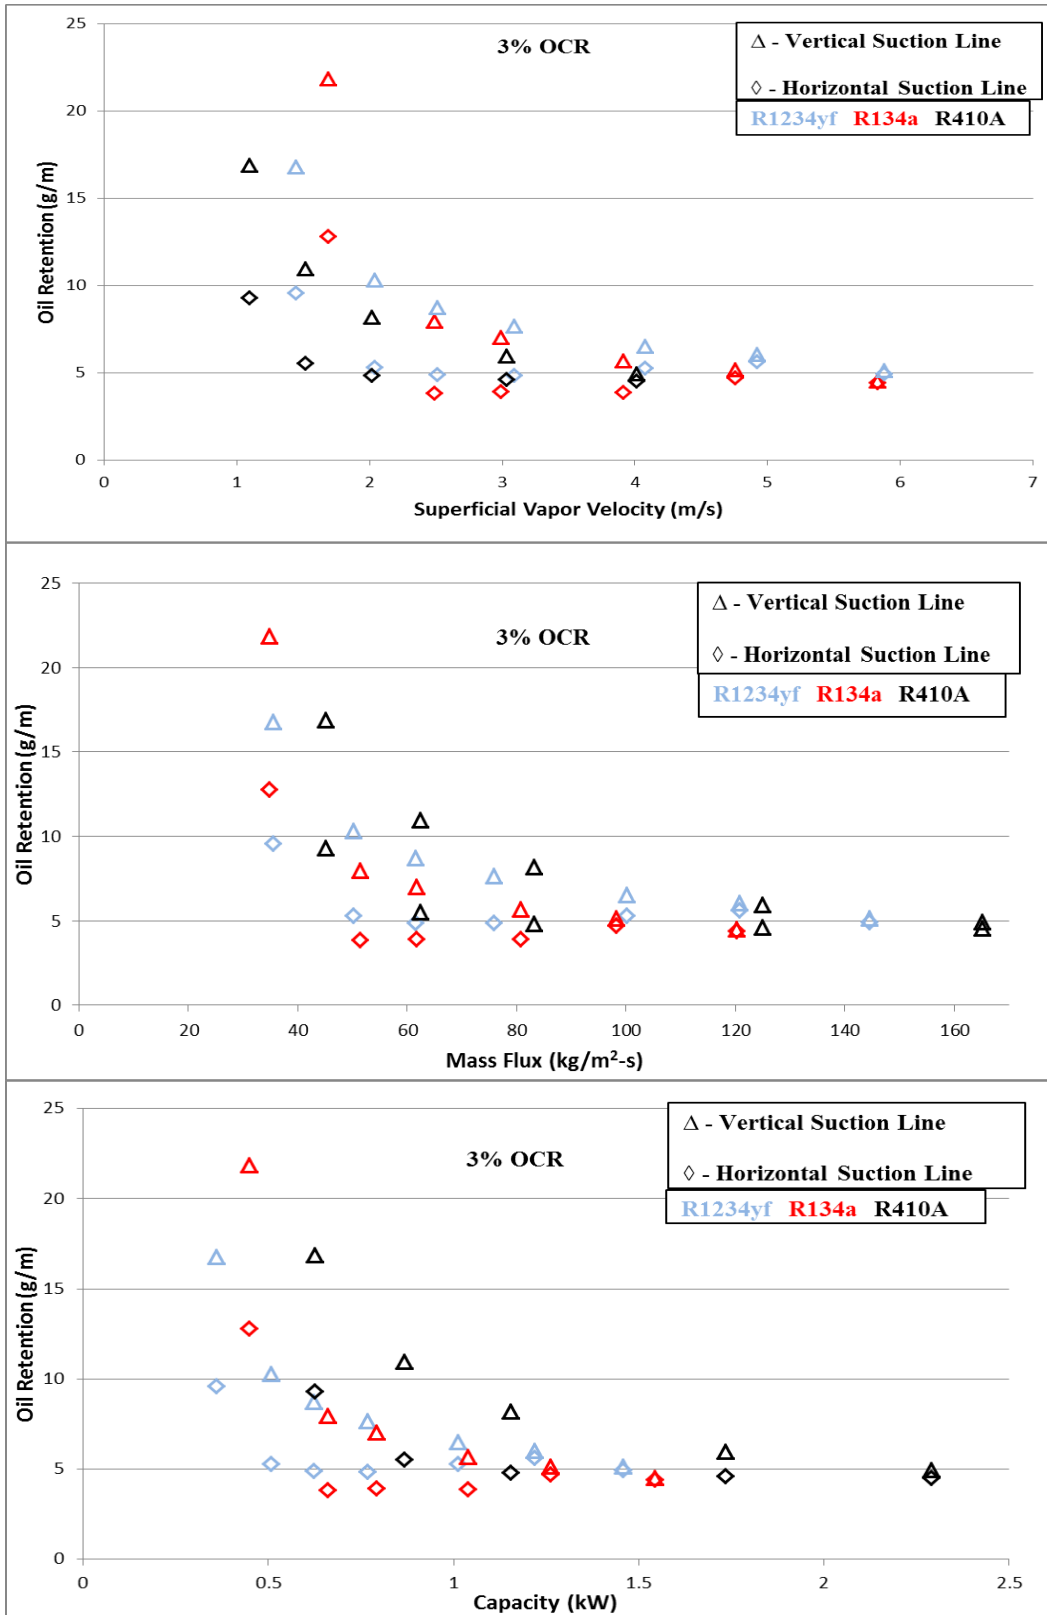 25
20
15
10
5
0
0 1 2 3 4 5 6 7
Oil Retention (g/m)
Superficial Vapor Velocity (m/s)
3% OCR
Δ - Vertical Suction Line
◊ - Horizontal Suction Line
R1234yf R134a R410A
25
20
15
10
5
0
0 20 40 60 80 100 120 140 160
Oil Retention (g/m)
Mass Flux (kg/m²-s)
3% OCR
Δ - Vertical Suction Line
◊ - Horizontal Suction Line
R1234yf R134a R410A
25
20
15
10
5
0
0 0.5 1 1.5 2 2.5
Oil Retention (g/m)
Capacity (kW)
3% OCR
Δ - Vertical Suction Line
◊ - Horizontal Suction Line
R1234yf R134a R410A